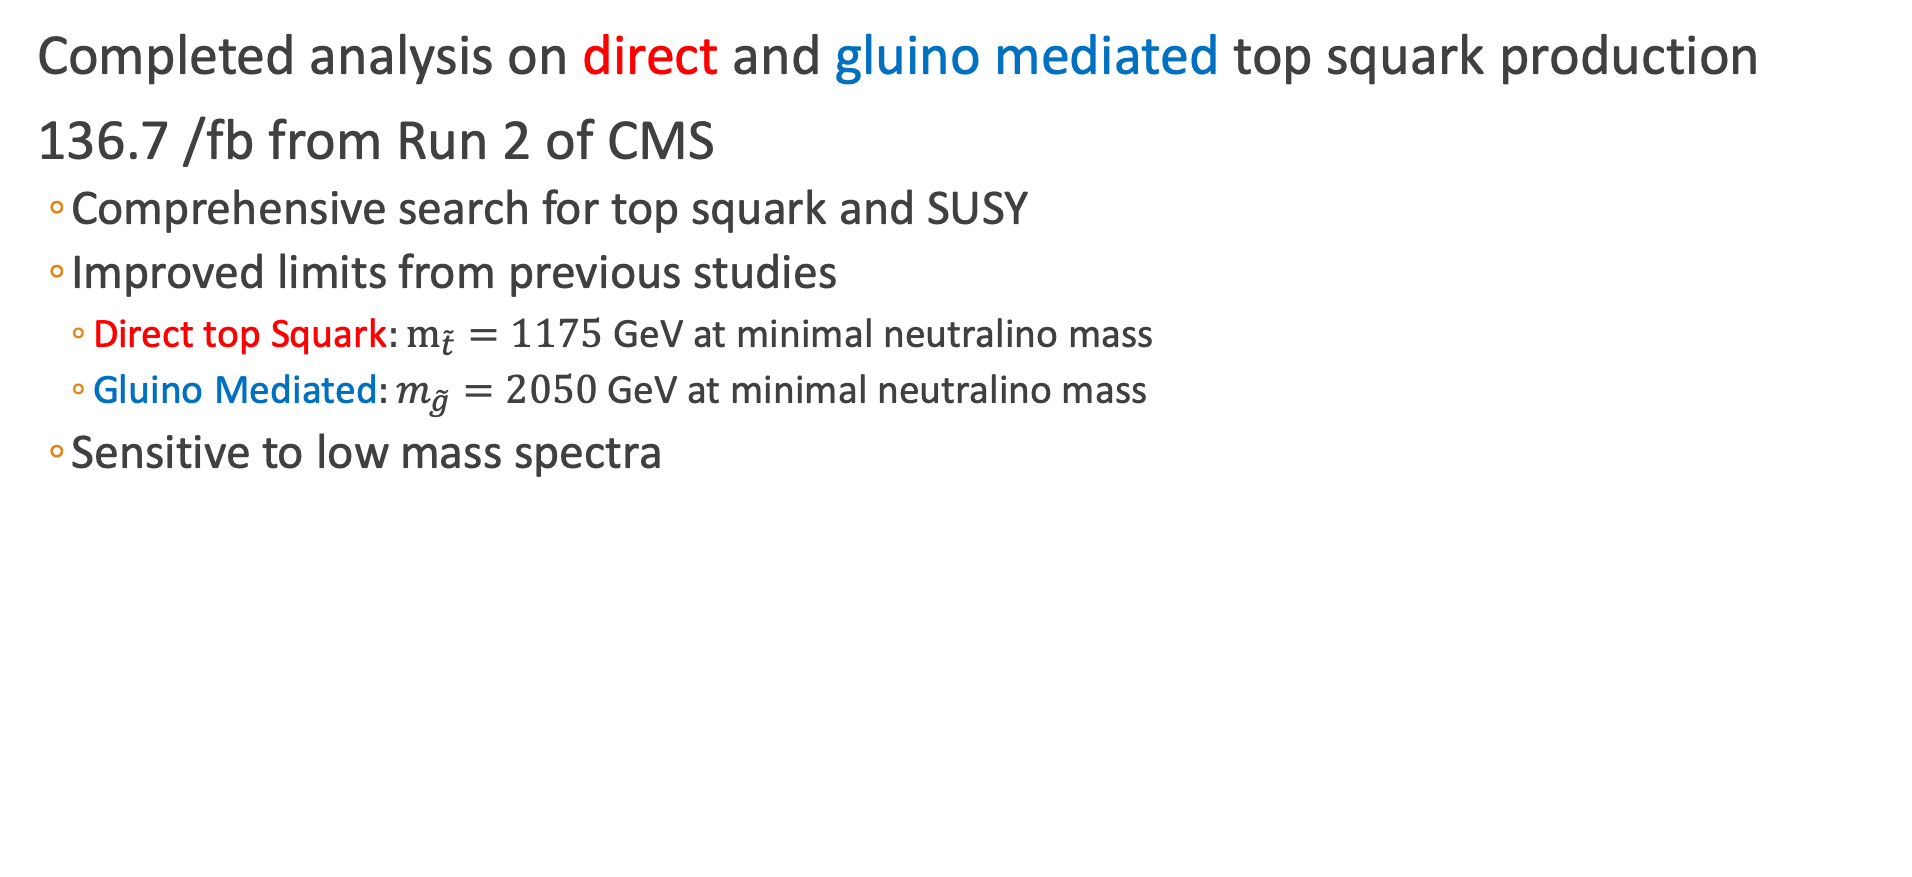 Completed analysis on direct and gluino mediated top squark production
136.7 /fb from Run 2 of CMS
◦Comprehensive search for top squark and SUSY
◦Improved limits from previous studies
◦Direct top Squark: m_t̃ = 1175 GeV at minimal neutralino mass
◦Gluino Mediated: m_g̃ = 2050 GeV at minimal neutralino mass
◦Sensitive to low mass spectra